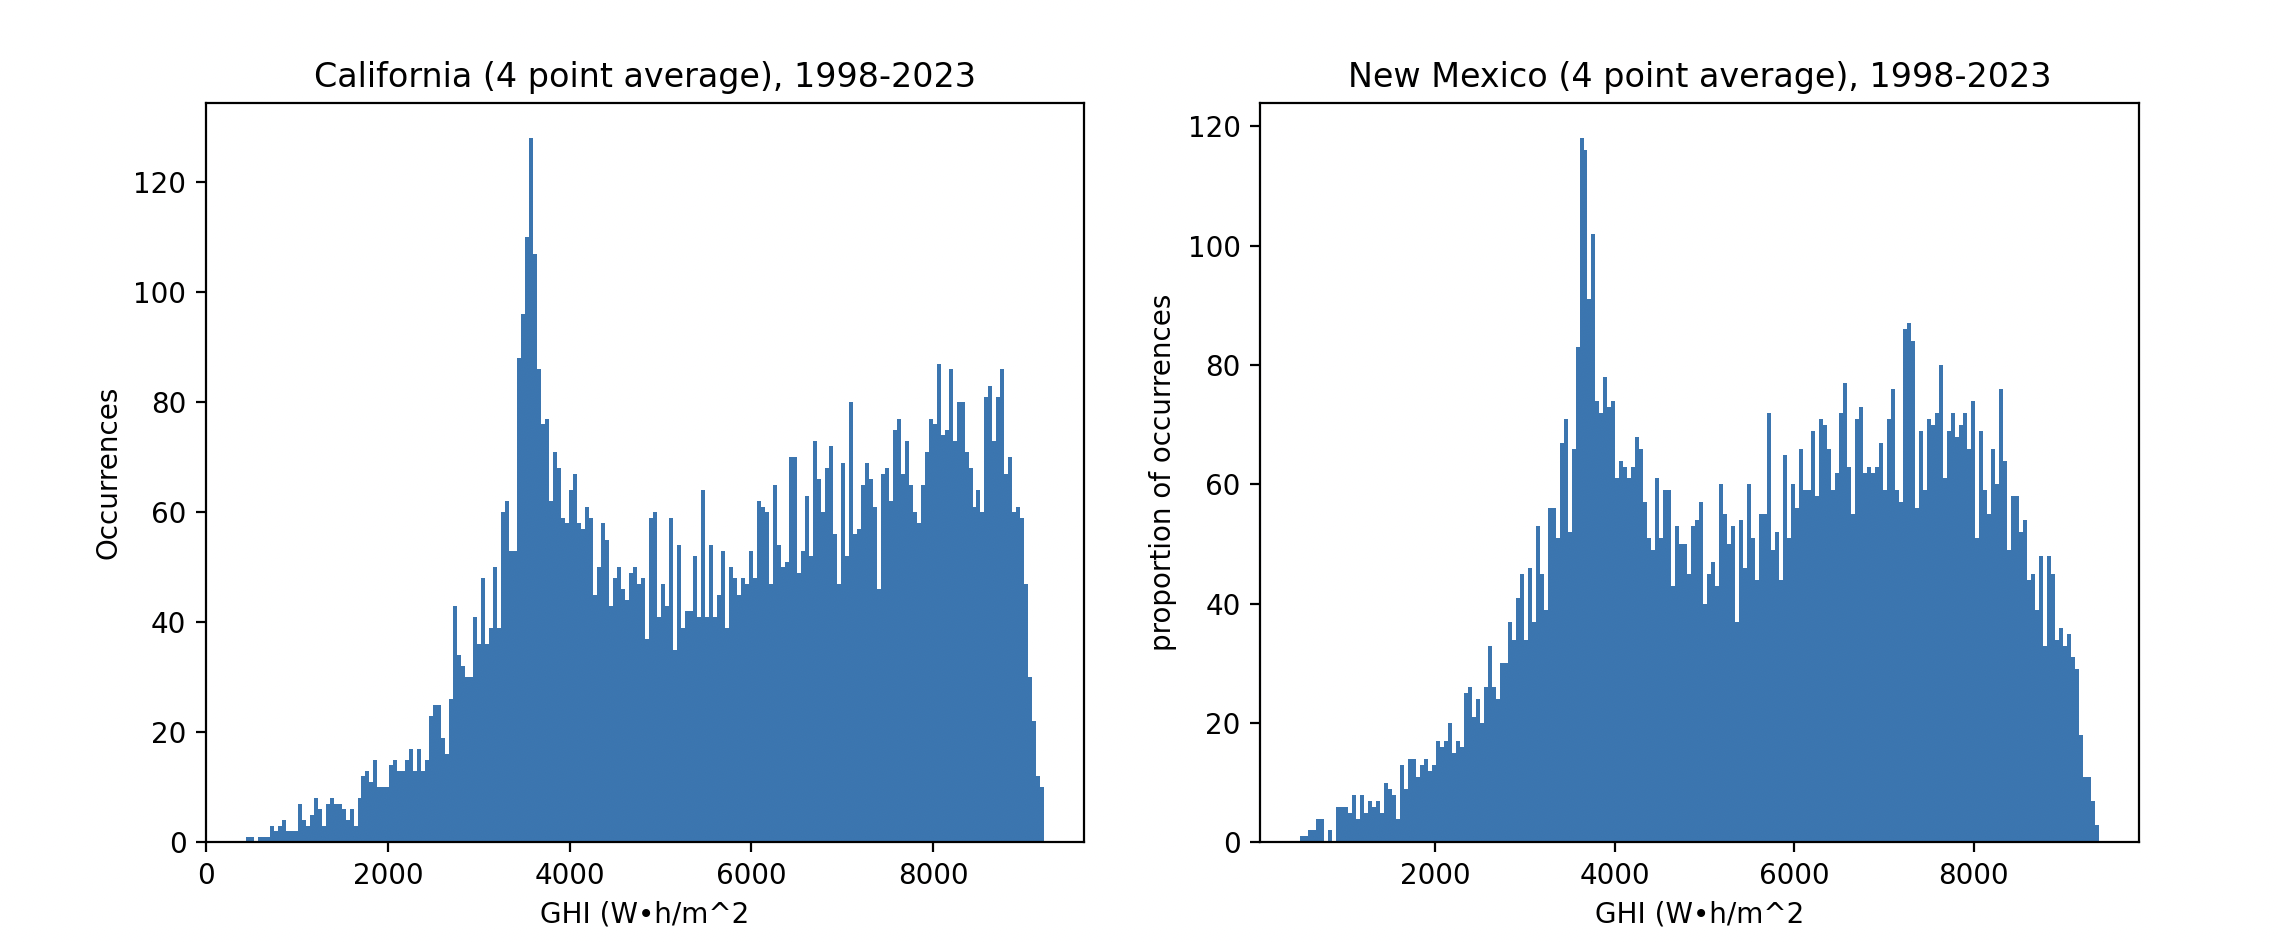 California (4 point average), 1998-2023
Occurrences
120
100
80
60
40
20
0
0 2000 4000 6000 8000
GHI (W•h/m^2
New Mexico (4 point average), 1998-2023
proportion of occurrences
120
100
80
60
40
20
0
2000 4000 6000 8000
GHI (W•h/m^2